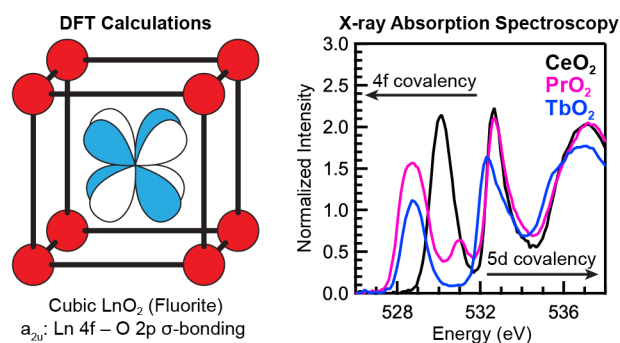 DFT Calculations
Cubic LnO₂ (Fluorite)
a₂ᵤ: Ln 4f – O 2p σ-bonding
X-ray Absorption Spectroscopy
3.0
2.5
2.0
1.5
1.0
0.5
0.0
Normalized Intensity
CeO₂
PrO₂
TbO₂
4f covalency
5d covalency
528
532
536
Energy (eV)